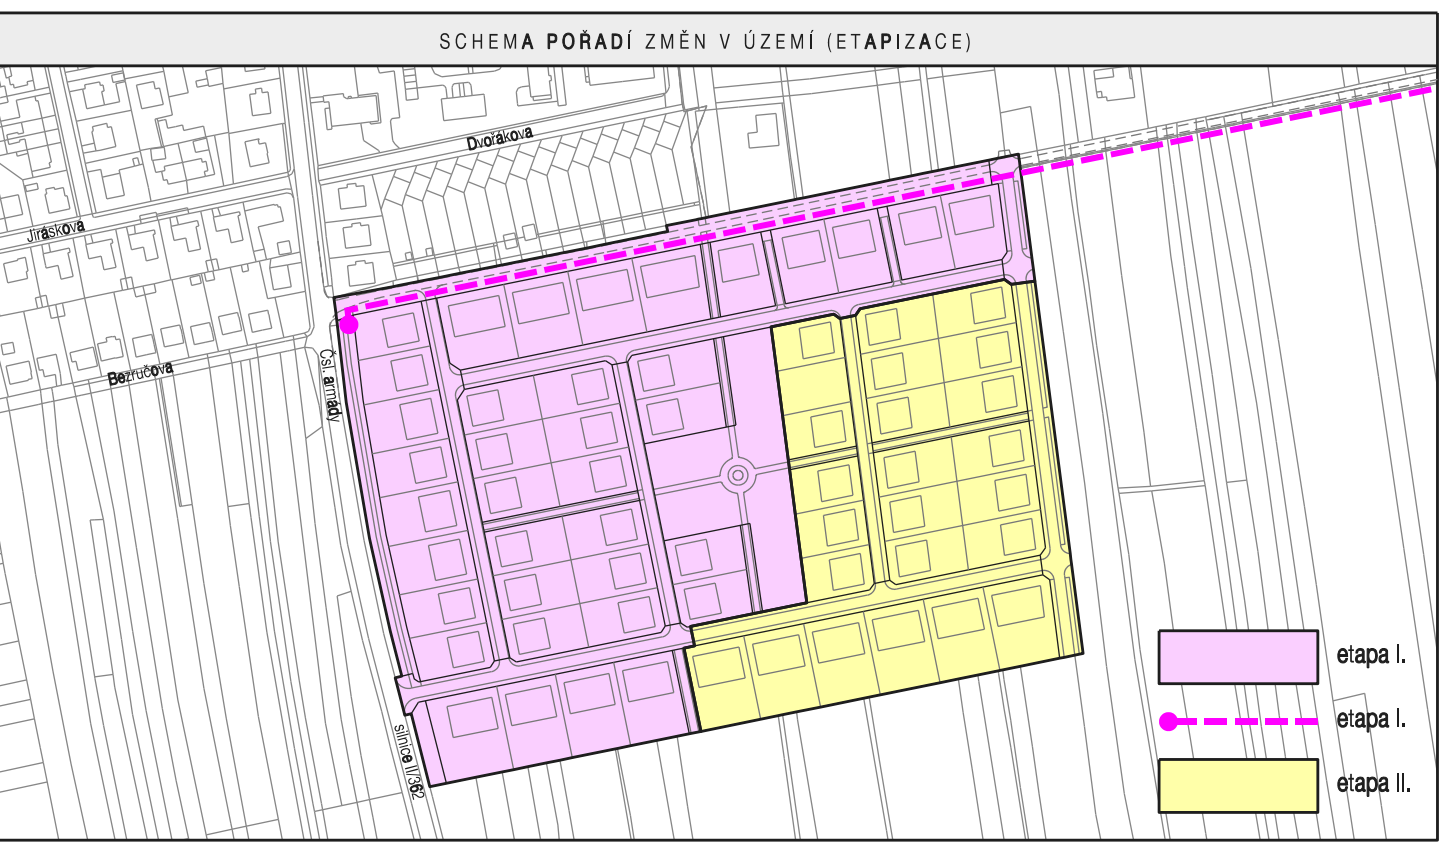 SCHEMA POŘADÍ ZMĚN V ÚZEMÍ (ETAPIZACE)
Dvořákova
Jiráskova
Bezručova
Čsl. armády
etapa I.
etapa I.
silnice II/362
etapa II.